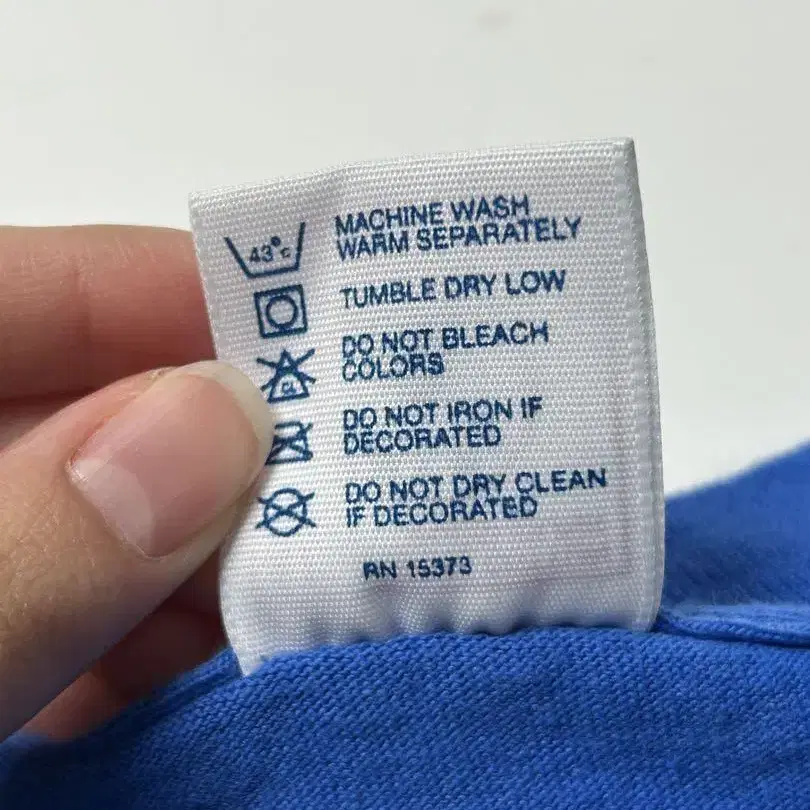 43°C
MACHINE WASH
WARM SEPARATELY
TUMBLE DRY LOW
CL
DO NOT BLEACH
COLORS
DO NOT IRON IF
DECORATED
DO NOT DRY CLEAN
IF DECORATED
RN 15373